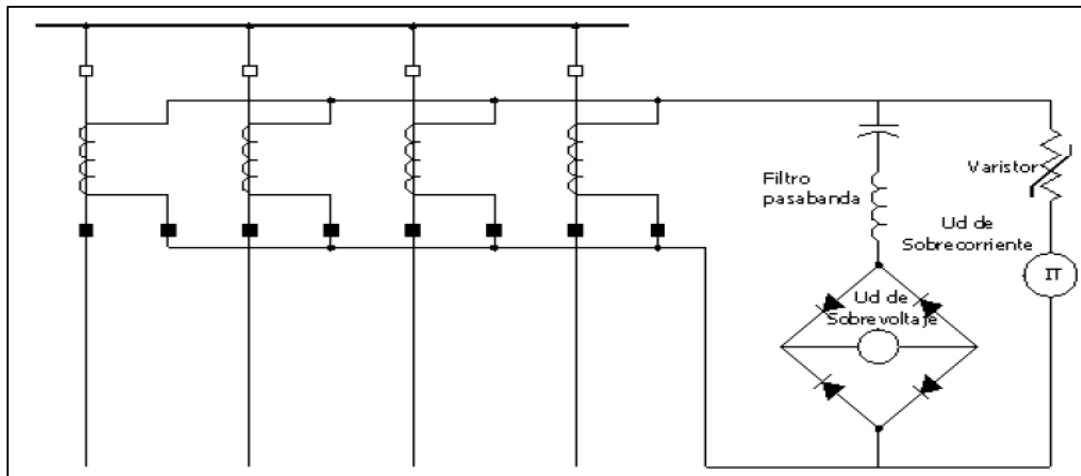 Varistor
Filtro
pasabanda
Ud de
Sobrecorriente
IT
Ud de
Sobrevoltaje